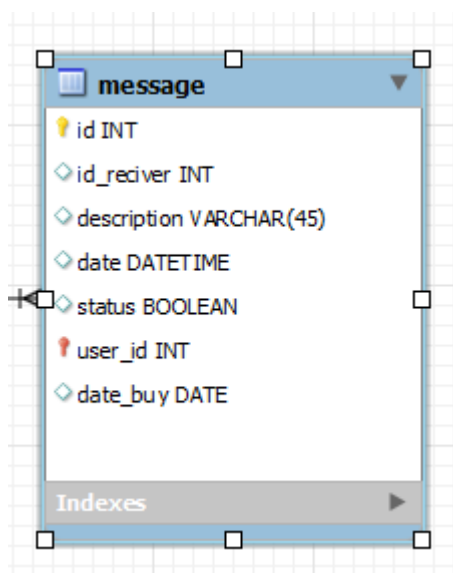 message
id INT
id_reciver INT
description VARCHAR(45)
date DATETIME
status BOOLEAN
user_id INT
date_buy DATE
Indexes